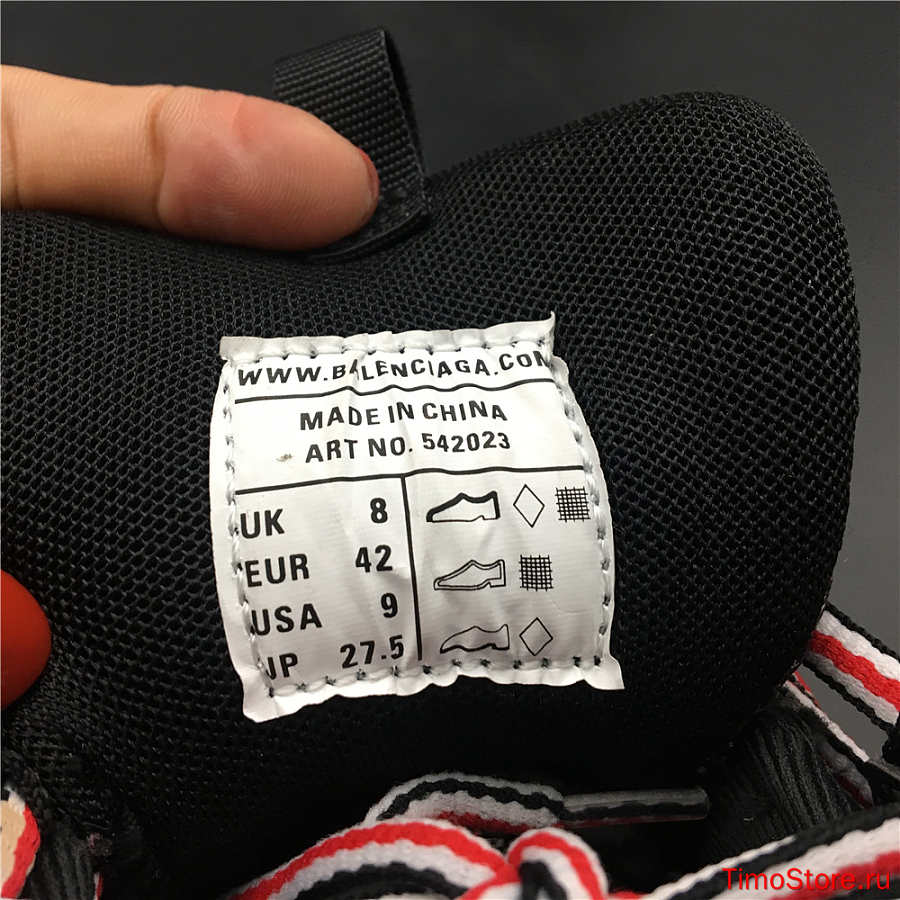 WWW.BALENCIAGA.COM
MADE IN CHINA
ART NO. 542023
UK 8
EUR 42
USA 9
JP 27.5
TimoStore.ru